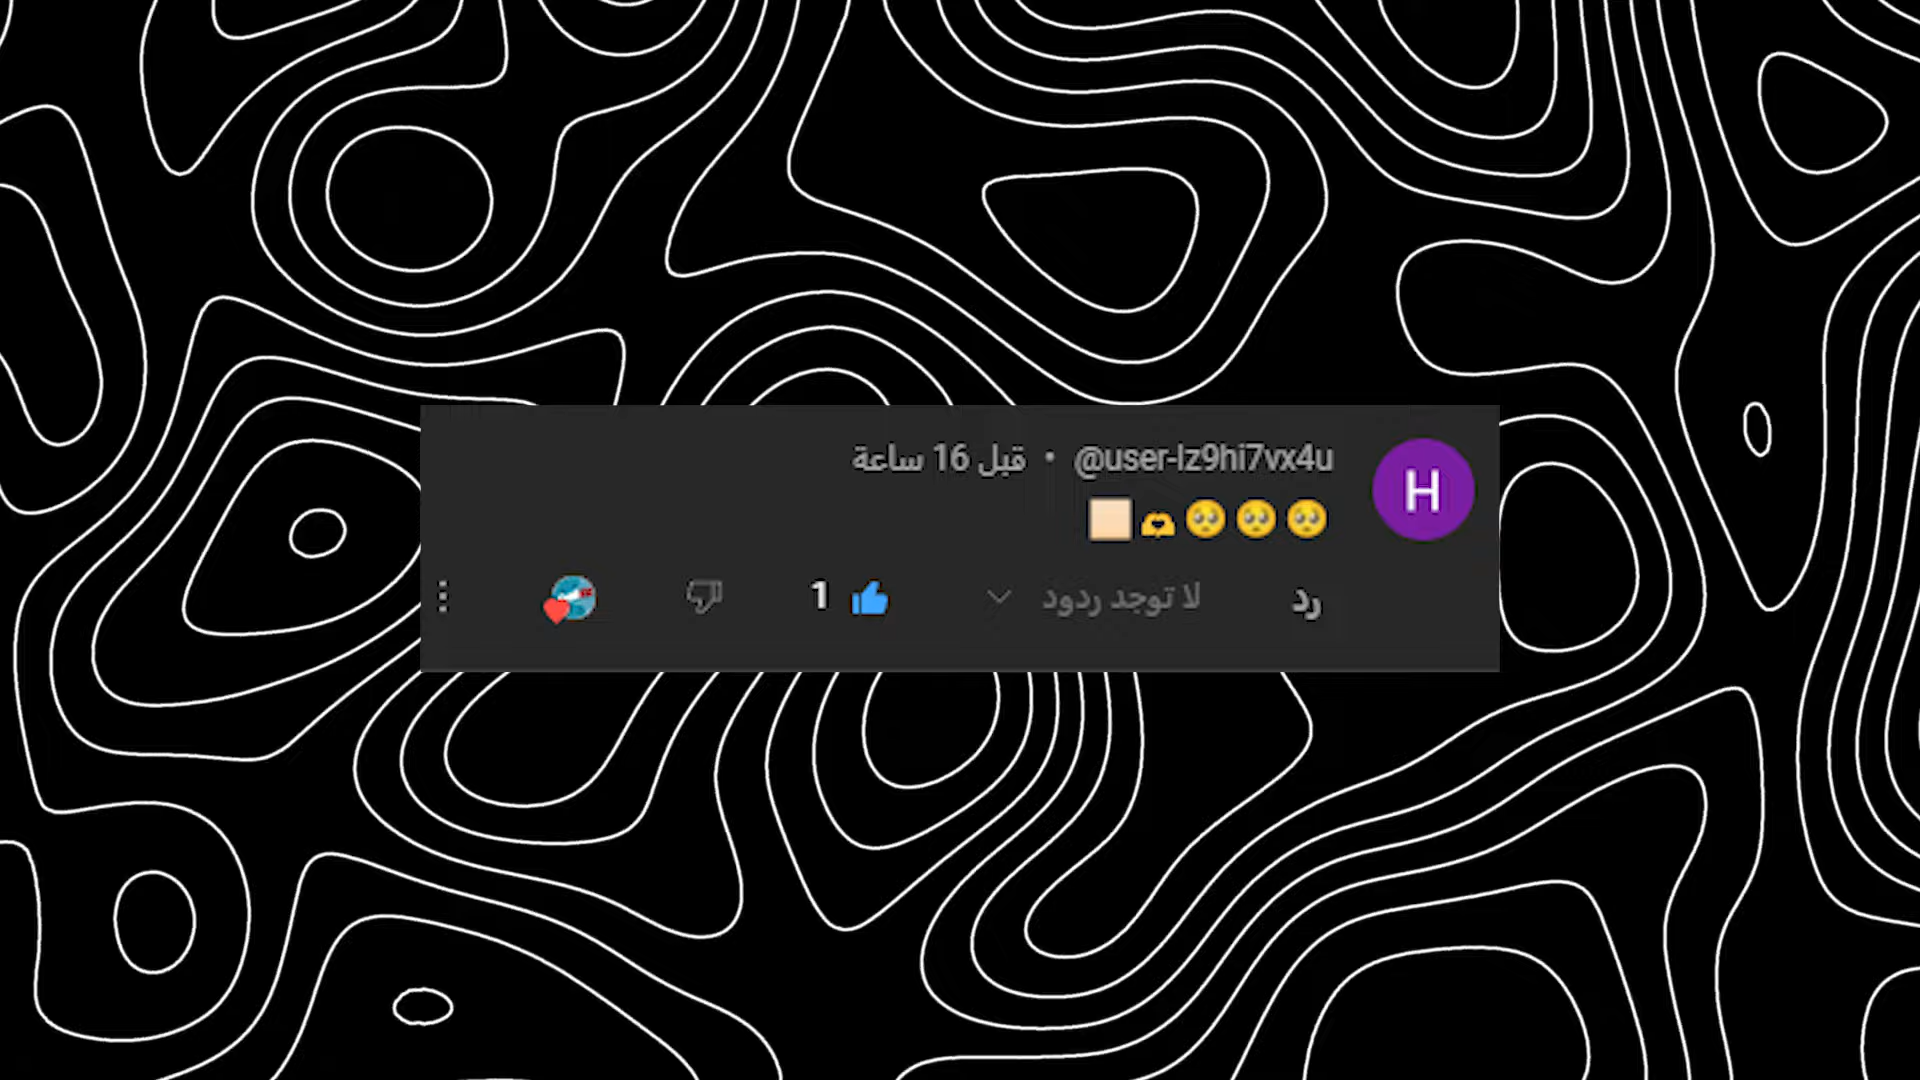 @user-lz9hi7vx4u • قبل 16 ساعة
🥺🥺🥺🫶🏻
رد لا توجد ردود 1
H